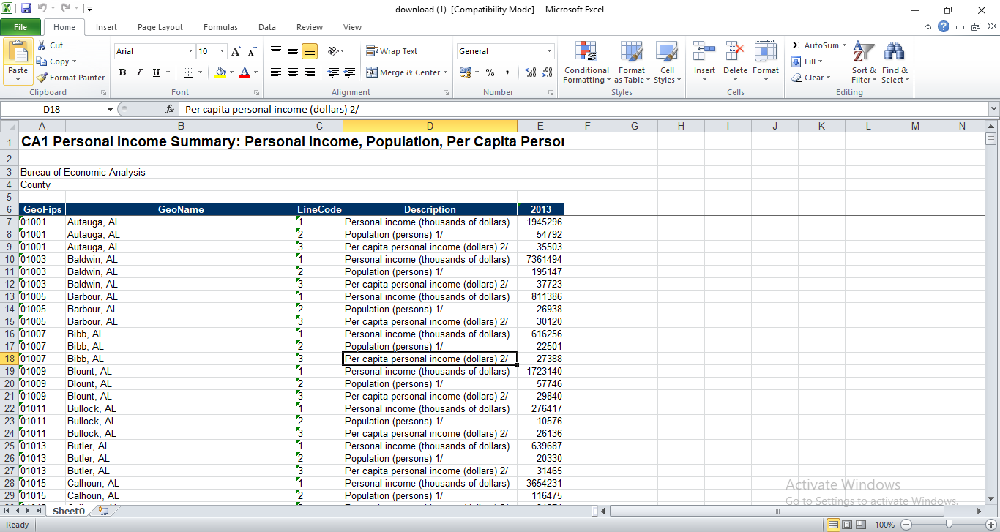 download (1) [Compatibility Mode] - Microsoft Excel
File Home Insert Page Layout Formulas Data Review View
Paste Cut Copy Format Painter Clipboard
Arial 10 A A B I U A Font
Wrap Text Merge & Center Alignment
General % , .0 .00 .00 .0 Number
Conditional Formatting Format as Table Cell Styles Styles
Insert Delete Format Cells
Σ AutoSum Fill Clear Sort & Filter Find & Select Editing
D18 fx Per capita personal income (dollars) 2/
A B C D E F G H I J K L M N
1 CA1 Personal Income Summary: Personal Income, Population, Per Capita Person
2
3 Bureau of Economic Analysis
4 County
5
6 GeoFips GeoName LineCode Description 2013
7 01001 Autauga, AL 1 Personal income (thousands of dollars) 1945296
8 01001 Autauga, AL 2 Population (persons) 1/ 54792
9 01001 Autauga, AL 3 Per capita personal income (dollars) 2/ 35503
10 01003 Baldwin, AL 1 Personal income (thousands of dollars) 7361494
11 01003 Baldwin, AL 2 Population (persons) 1/ 195147
12 01003 Baldwin, AL 3 Per capita personal income (dollars) 2/ 37723
13 01005 Barbour, AL 1 Personal income (thousands of dollars) 811386
14 01005 Barbour, AL 2 Population (persons) 1/ 26938
15 01005 Barbour, AL 3 Per capita personal income (dollars) 2/ 30120
16 01007 Bibb, AL 1 Personal income (thousands of dollars) 616256
17 01007 Bibb, AL 2 Population (persons) 1/ 22501
18 01007 Bibb, AL 3 Per capita personal income (dollars) 2/ 27388
19 01009 Blount, AL 1 Personal income (thousands of dollars) 1723140
20 01009 Blount, AL 2 Population (persons) 1/ 57746
21 01009 Blount, AL 3 Per capita personal income (dollars) 2/ 29840
22 01011 Bullock, AL 1 Personal income (thousands of dollars) 276417
23 01011 Bullock, AL 2 Population (persons) 1/ 10576
24 01011 Bullock, AL 3 Per capita personal income (dollars) 2/ 26136
25 01013 Butler, AL 1 Personal income (thousands of dollars) 639687
26 01013 Butler, AL 2 Population (persons) 1/ 20330
27 01013 Butler, AL 3 Per capita personal income (dollars) 2/ 31465
28 01015 Calhoun, AL 1 Personal income (thousands of dollars) 3654231
29 01015 Calhoun, AL 2 Population (persons) 1/ 116475
Activate Windows
Go to Settings to activate Windows.
Sheet0
Ready 100%